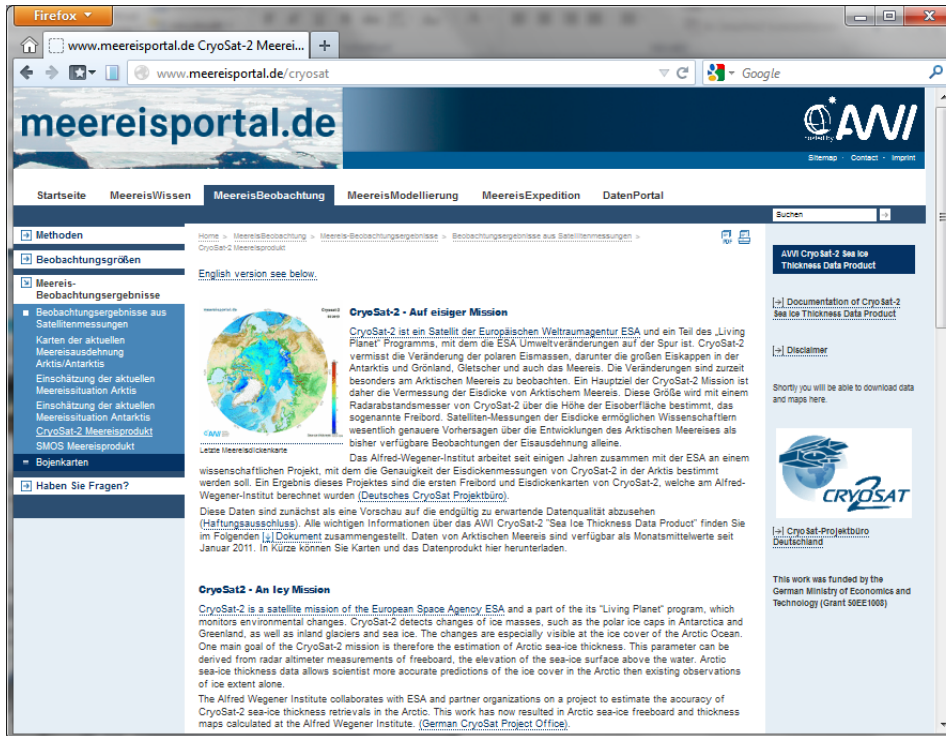 Firefox
www.meereisportal.de CryoSat-2 Meerei...
www.meereisportal.de/cryosat
Google
meereisportal.de
hosted by AWI
Sitemap - Contact - Imprint
Startseite MeereisWissen MeereisBeobachtung MeereisModellierung MeereisExpedition DatenPortal
Suchen
Methoden
Beobachtungsgrößen
Meereis-
Beobachtungsergebnisse
Beobachtungsergebnisse aus
Satellitenmessungen
Karten der aktuellen
Meereisausdehnung
Arktis/Antarktis
Einschätzung der aktuellen
Meereissituation Arktis
Einschätzung der aktuellen
Meereissituation Antarktis
CryoSat-2 Meereisprodukt
SMOS Meereisprodukt
Bojenkarten
Haben Sie Fragen?
Home » MeereisBeobachtung » Meereis-Beobachtungsergebnisse » Beobachtungsergebnisse aus Satellitenmessungen »
CryoSat-2 Meereisprodukt
PDF
English version see below.
Letzte Meereisdickenkarte
CryoSat-2 - Auf eisiger Mission
CryoSat-2 ist ein Satellit der Europäischen Weltraumagentur ESA und ein Teil des „Living
Planet" Programms, mit dem die ESA Umweltveränderungen auf der Spur ist. CryoSat-2
vermisst die Veränderung der polaren Eismassen, darunter die großen Eiskappen in der
Antarktis und Grönland, Gletscher und auch das Meereis. Die Veränderungen sind zurzeit
besonders am Arktischen Meereis zu beobachten. Ein Hauptziel der CryoSat-2 Mission ist
daher die Vermessung der Eisdicke von Arktischem Meereis. Diese Größe wird mit einem
Radarabstandsmesser von CryoSat-2 über die Höhe der Eisoberfläche bestimmt, das
sogenannte Freibord. Satelliten-Messungen der Eisdicke ermöglichen Wissenschaftlern
wesentlich genauere Vorhersagen über die Entwicklungen des Arktischen Meereises als
bisher verfügbare Beobachtungen der Eisausdehnung alleine.
Das Alfred-Wegener-Institut arbeitet seit einigen Jahren zusammen mit der ESA an einem
wissenschaftlichen Projekt, mit dem die Genauigkeit der Eisdickenmessungen von CryoSat-2 in der Arktis bestimmt
werden soll. Ein Ergebnis dieses Projektes sind die ersten Freibord und Eisdickenkarten von CryoSat-2, welche am Alfred-
Wegener-Institut berechnet wurden (Deutsches CryoSat Projektbüro).
Diese Daten sind zunächst als eine Vorschau auf die endgültig zu erwartende Datenqualität abzusehen
(Haftungsausschluss). Alle wichtigen Informationen über das AWI CryoSat-2 "Sea Ice Thickness Data Product" finden Sie
im Folgenden [↓] Dokument zusammengestellt. Daten von Arktischen Meereis sind verfügbar als Monatsmittelwerte seit
Januar 2011. In Kürze können Sie Karten und das Datenprodukt hier herunterladen.
CryoSat2 - An Icy Mission
CryoSat-2 is a satellite mission of the European Space Agency ESA and a part of the its "Living Planet" program, which
monitors environmental changes. CryoSat-2 detects changes of ice masses, such as the polar ice caps in Antarctica and
Greenland, as well as inland glaciers and sea ice. The changes are especially visible at the ice cover of the Arctic Ocean.
One main goal of the CryoSat-2 mission is therefore the estimation of Arctic sea-ice thickness. This parameter can be
derived from radar altimeter measurements of freeboard, the elevation of the sea-ice surface above the water. Arctic
sea-ice thickness data allows scientist more accurate predictions of the ice cover in the Arctic then existing observations
of ice extent alone.
The Alfred Wegener Institute collaborates with ESA and partner organizations on a project to estimate the accuracy of
CryoSat-2 sea-ice thickness retrievals in the Arctic. This work has now resulted in Arctic sea-ice freeboard and thickness
maps calculated at the Alfred Wegener Institute. (German CryoSat Project Office).
AWI CryoSat-2 Sea Ice
Thickness Data Product
[→] Documentation of CryoSat-2
Sea Ice Thickness Data Product
[→] Disclaimer
Shortly you will be able to download data
and maps here.
CRYOSAT
[→] CryoSat-Projektbüro
Deutschland
This work was funded by the
German Ministry of Economics and
Technology (Grant 50EE1008)